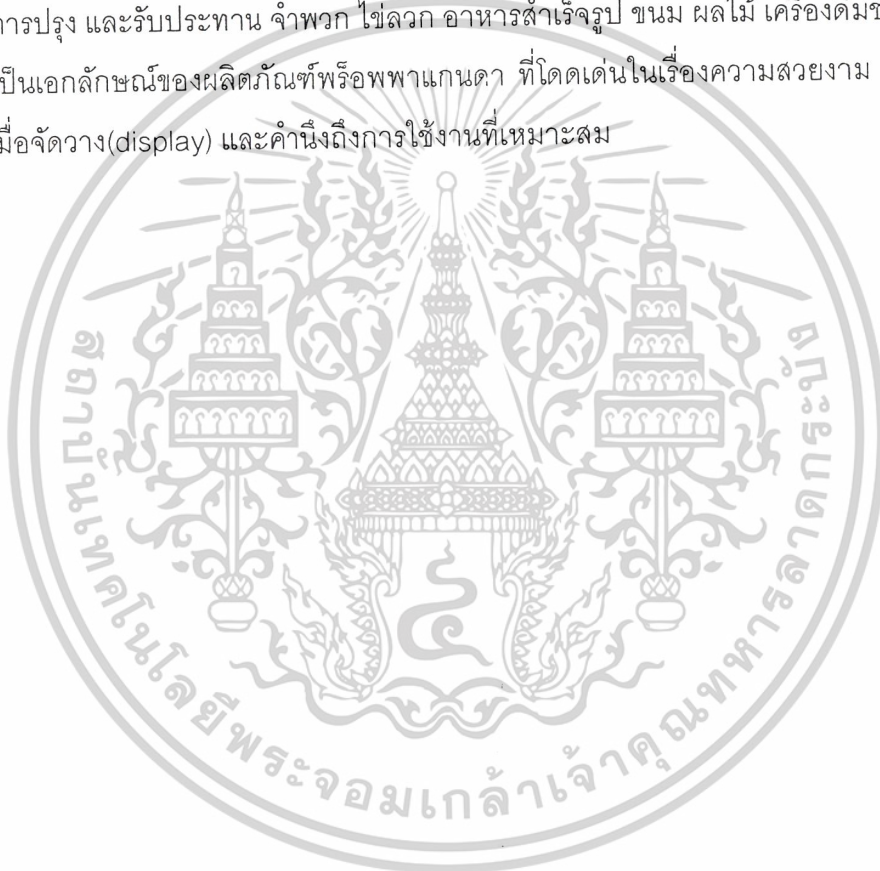 การปรุง และรับประทาน จำพวก ไข่ลวก อาหารสำเร็จรูป ขนม ผลไม้ เครื่องดื่ม
เป็นเอกลักษณ์ของผลิตภัณฑ์พร็อพพาแกนดา ที่โดดเด่นในเรื่องความสวยงาม
มื่อจัดวาง(display) และคำนึงถึงการใช้งานที่เหมาะสม
สถาบันเทคโนโลยีพระจอมเกล้าเจ้าคุณทหารลาดกระบัง